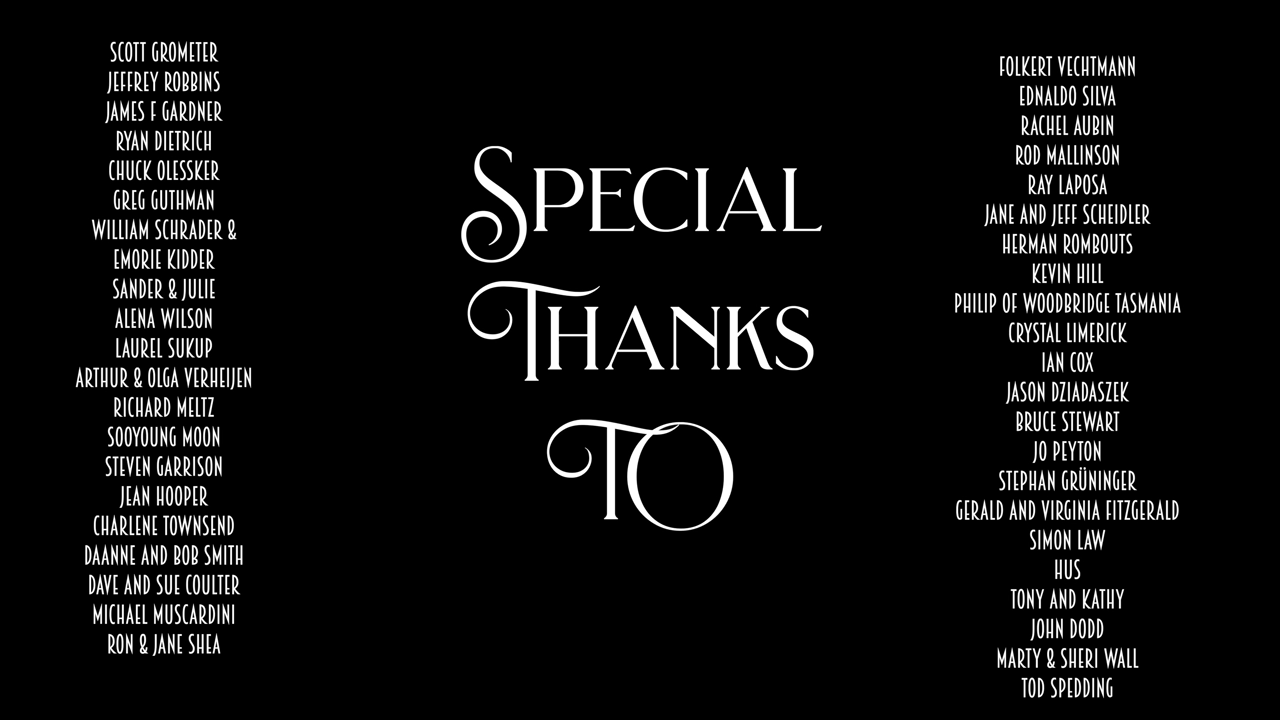 SCOTT GROMETER
JEFFREY ROBBINS
JAMES F GARDNER
RYAN DIETRICH
CHUCK OLESSKER
GREG GUTHMAN
WILLIAM SCHRADER &
EMORIE KIDDER
SANDER & JULIE
ALENA WILSON
LAUREL SUKUP
ARTHUR & OLGA VERHEIJEN
RICHARD MELTZ
SOOYOUNG MOON
STEVEN GARRISON
JEAN HOOPER
CHARLENE TOWNSEND
DAANNE AND BOB SMITH
DAVE AND SUE COULTER
MICHAEL MUSCARDINI
RON & JANE SHEA
SPECIAL
THANKS
TO
FOLKERT VECHTMANN
EDNALDO SILVA
RACHEL AUBIN
ROD MALLINSON
RAY LAPOSA
JANE AND JEFF SCHEIDLER
HERMAN ROMBOUTS
KEVIN HILL
PHILIP OF WOODBRIDGE TASMANIA
CRYSTAL LIMERICK
IAN COX
JASON DZIADASZEK
BRUCE STEWART
JO PEYTON
STEPHAN GRÜNINGER
GERALD AND VIRGINIA FITZGERALD
SIMON LAW
HUS
TONY AND KATHY
JOHN DODD
MARTY & SHERI WALL
TOD SPEDDING